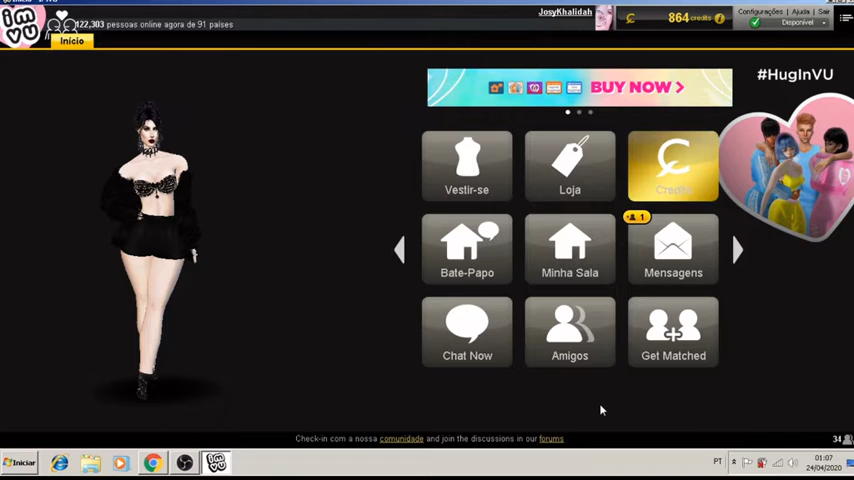 imvu
122,303 pessoas online agora de 91 países
JosyKhalidah
864 credits
Configurações | Ajuda | Sair
Disponível
Início
BUY NOW >
#HugInVU
Vestir-se
Loja
1
Bate-Papo
Minha Sala
Mensagens
Chat Now
Amigos
Get Matched
Check-in com a nossa comunidade and join the discussions in our forums
34
Iniciar
imvu
PT
01:07
24/04/2020